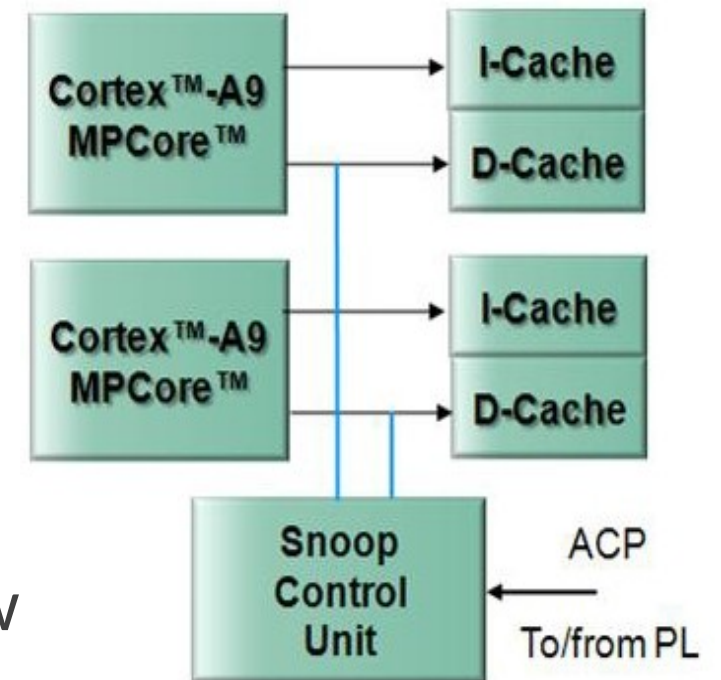 Cortex™-A9
MPCore™
I-Cache
D-Cache
Cortex™-A9
MPCore™
I-Cache
D-Cache
Snoop
Control
Unit
ACP
To/from PL